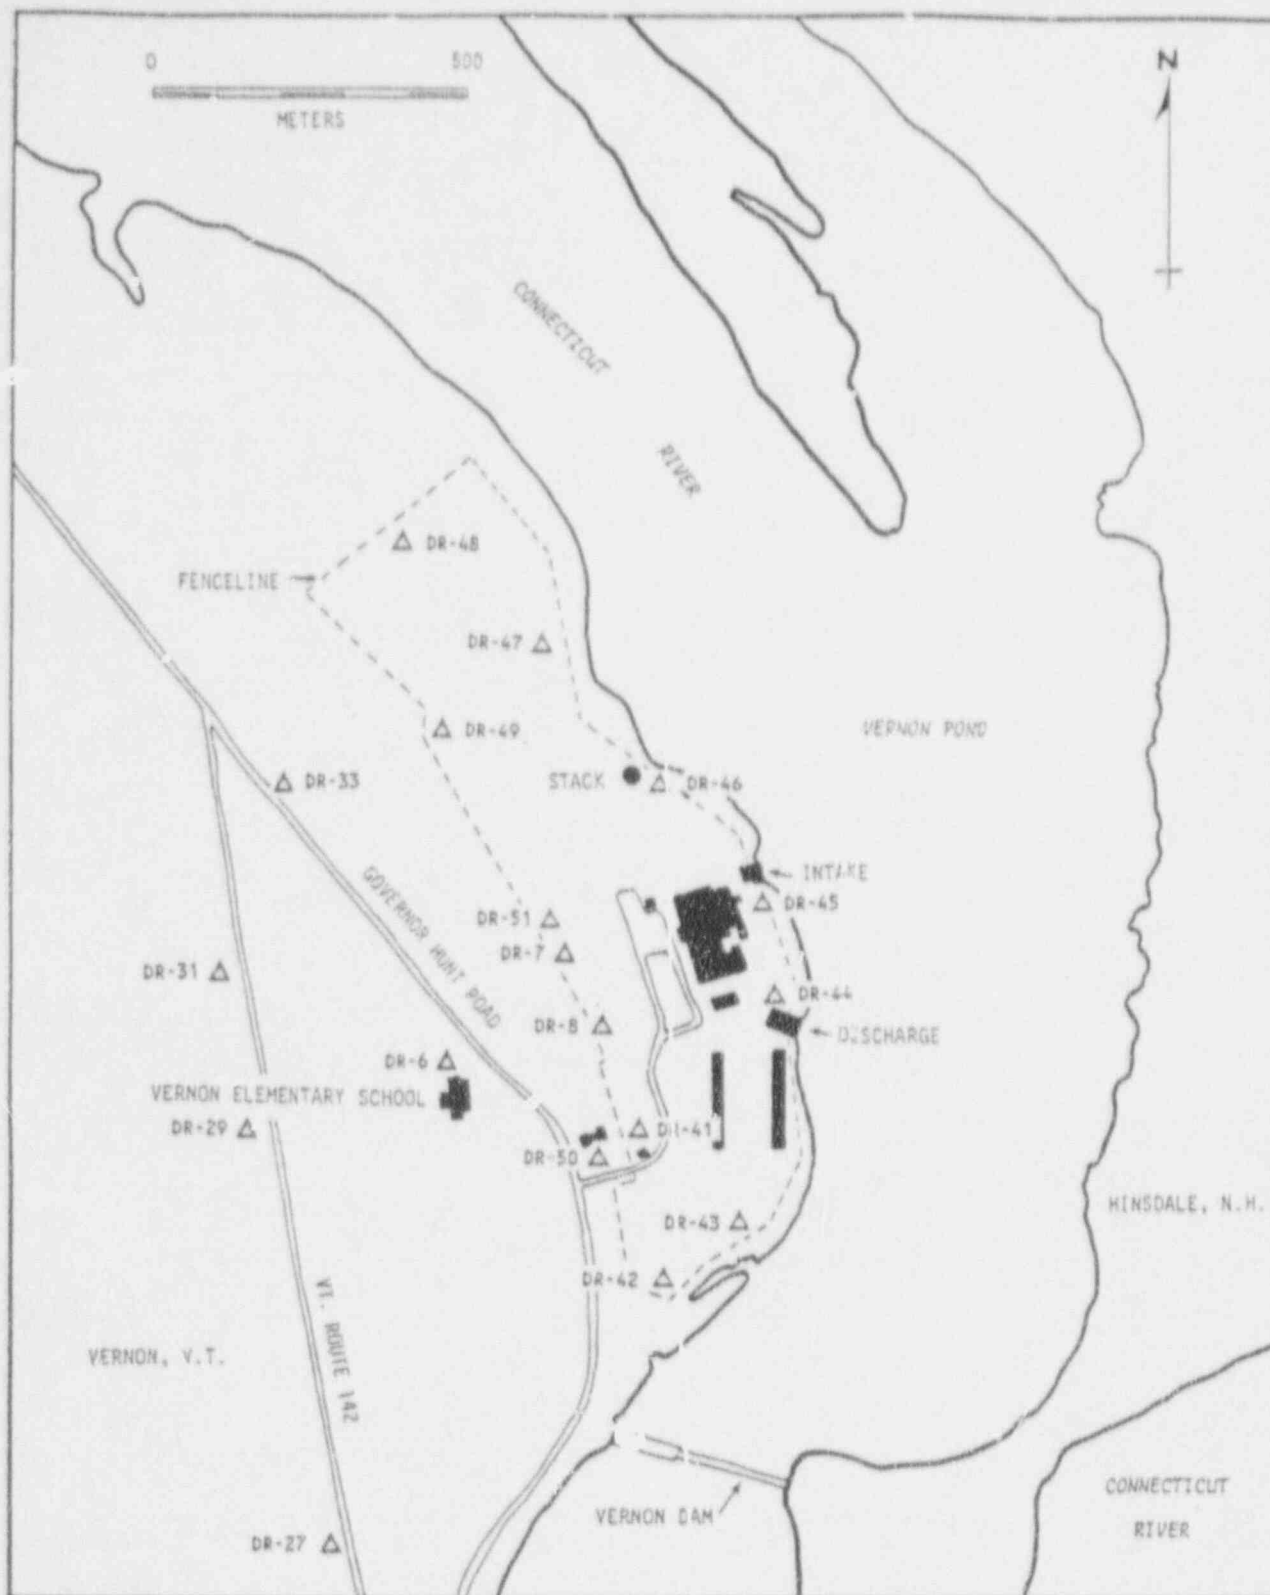 0 500
METERS
N
CONNECTICUT
RIVER
DR-48
FENCELINE
DR-47
DR-49
VERNON POND
DR-33
STACK
DR-46
INTAKE
DR-45
GOVERNOR HUNT ROAD
DR-51
DR-7
DR-31
DR-44
DR-8
DISCHARGE
DR-6
VERNON ELEMENTARY SCHOOL
DR-29
DR-41
DR-50
HINSDALE, N.H.
DR-43
DR-42
VT. ROUTE 142
VERNON, V.T.
CONNECTICUT
RIVER
VERNON DAM
DR-27